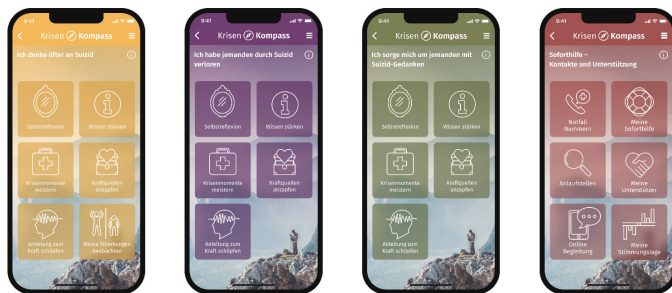 9:41
Krisen Kompass
Ich denke öfter an Suizid
Selbstreflexion
Wissen stärken
Krisenmomente
meistern
Kraftquellen
anzapfen
Anleitung zum
Kraft schöpfen
Meine Stimmungen
beobachten
9:41
Krisen Kompass
Ich habe jemanden durch Suizid
verloren
Selbstreflexion
Wissen stärken
Krisenmomente
meistern
Kraftquellen
anzapfen
Anleitung zum
Kraft schöpfen
9:41
Krisen Kompass
Ich sorge mich um jemanden mit
Suizid-Gedanken
Selbstreflexion
Wissen stärken
Krisenmomente
meistern
Kraftquellen
anzapfen
Anleitung zum
Kraft schöpfen
9:41
Krisen Kompass
Soforthilfe –
Kontakte und Unterstützung
Notfall
Nummern
Meine
Soforthilfe
Anlaufstellen
Meine
Unterstützer
Online
Begleitung
Meine
Stimmungslage